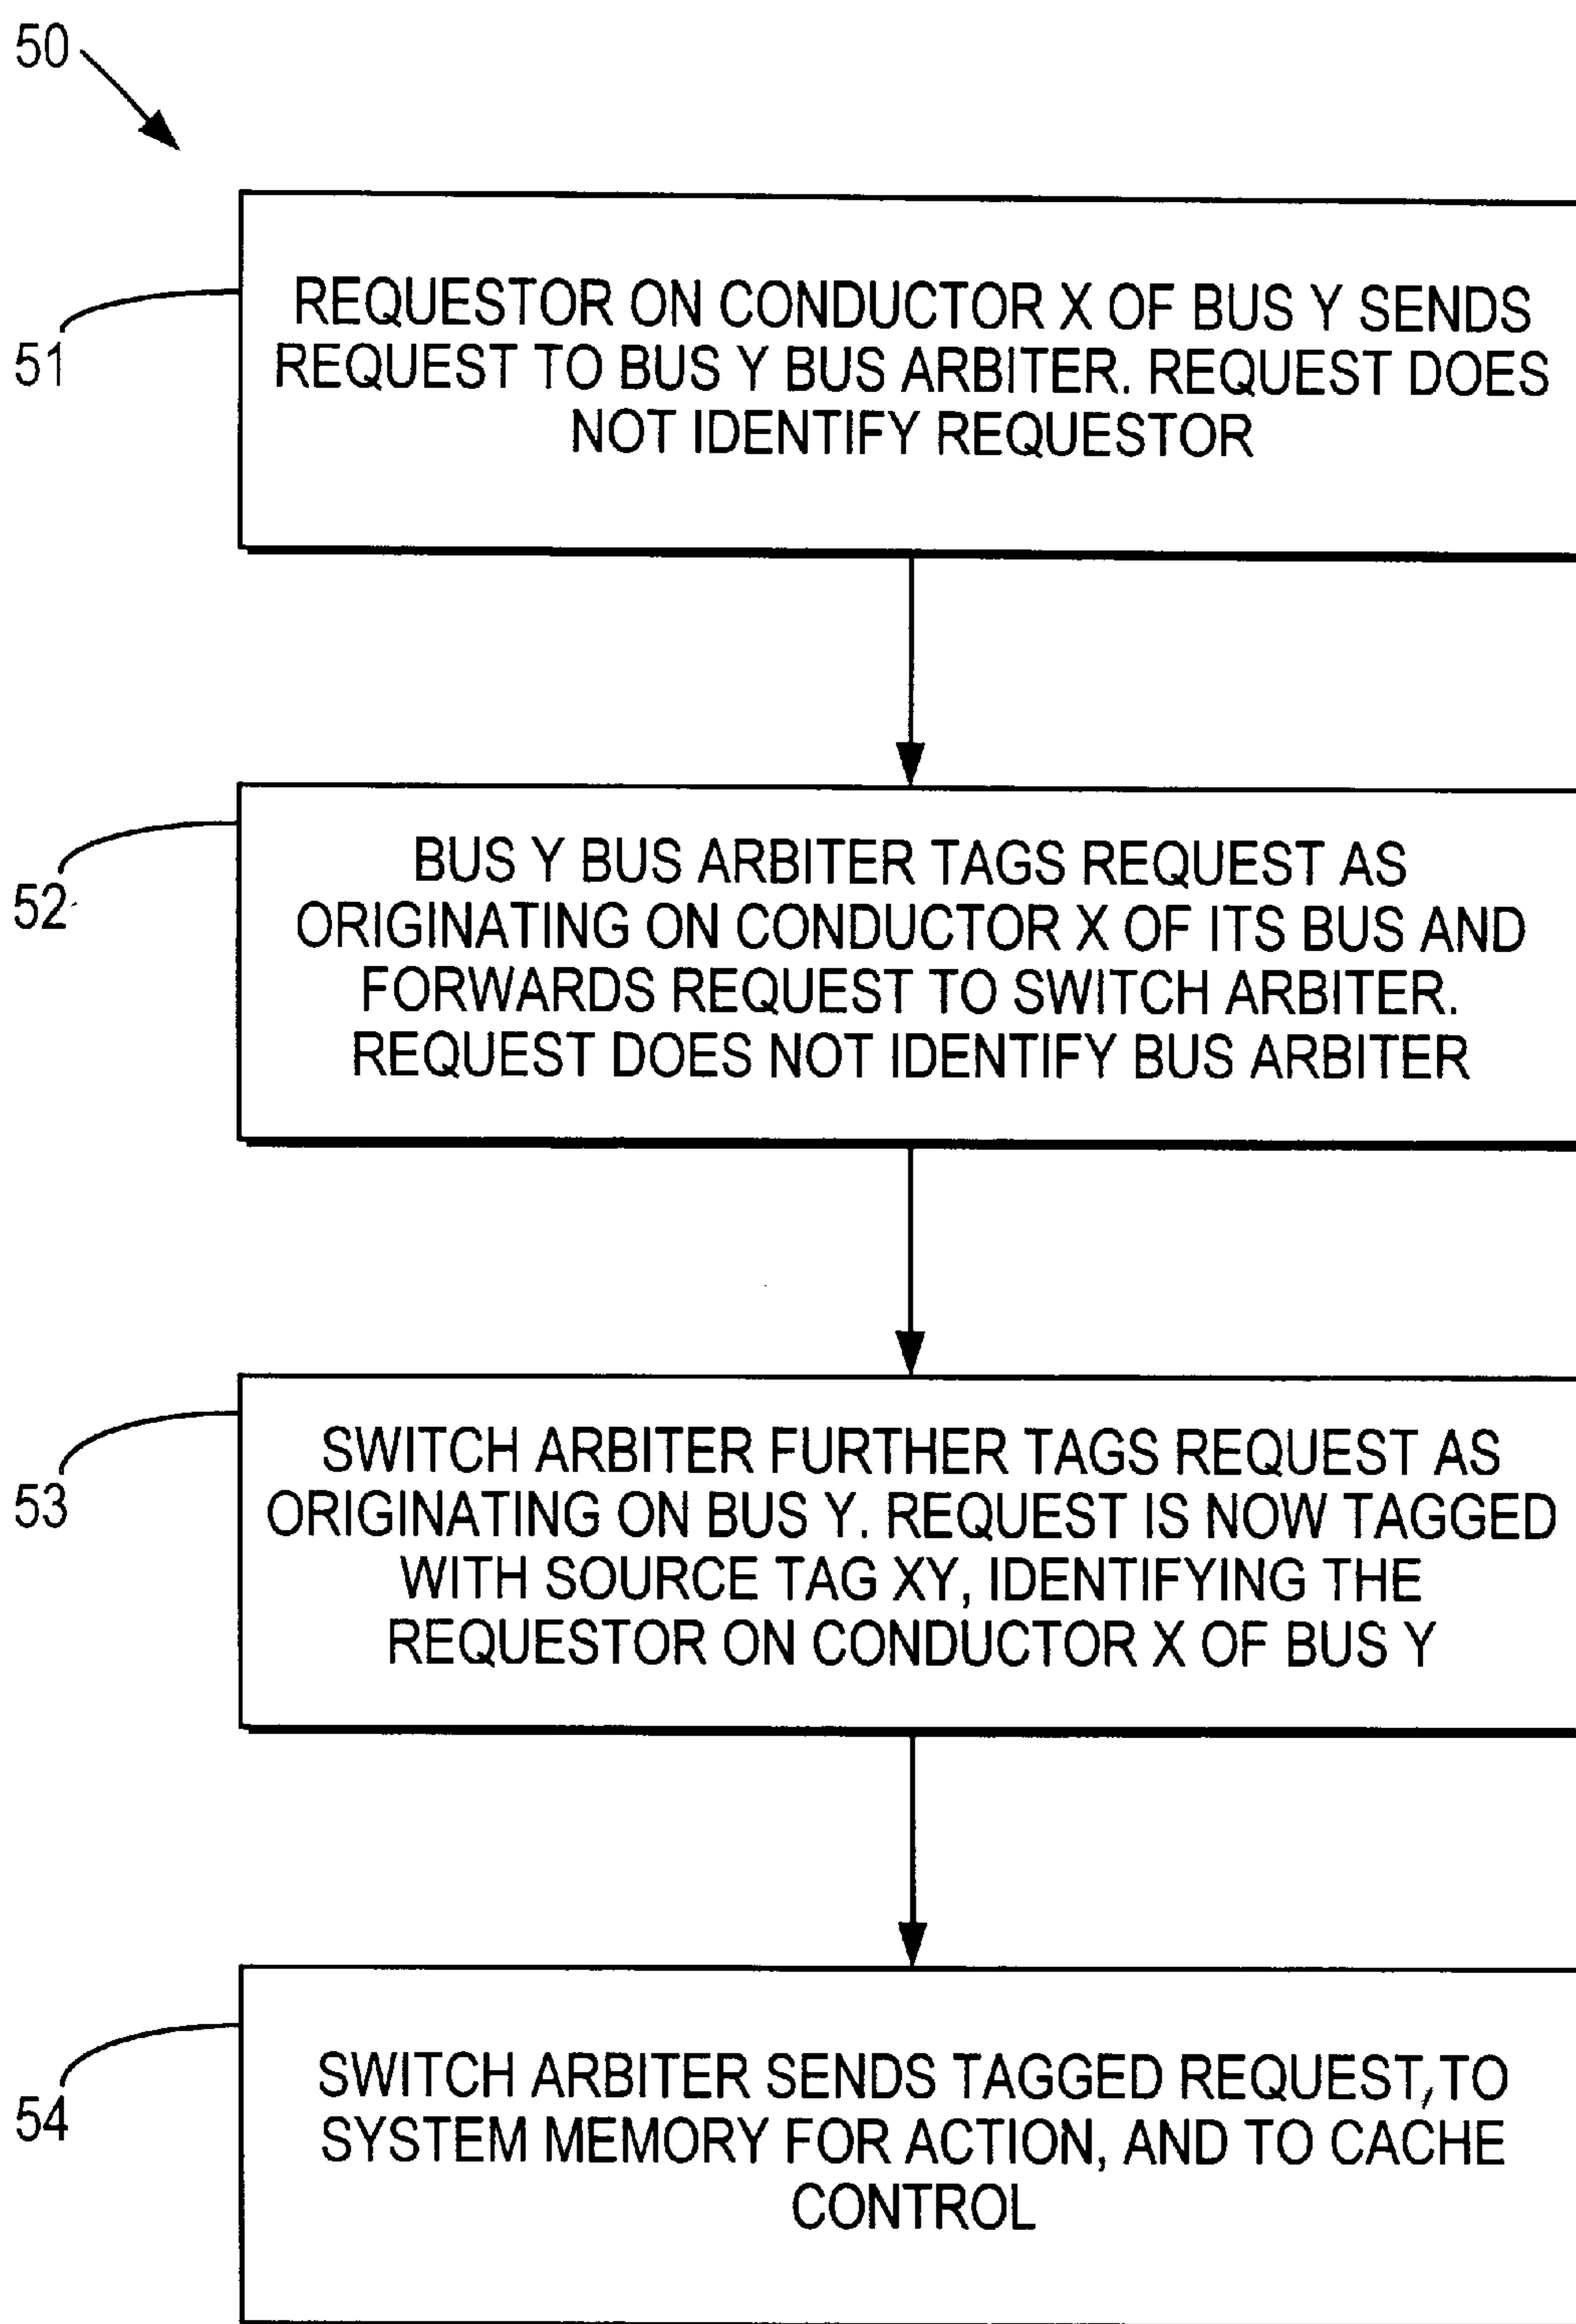 50
51
REQUESTOR ON CONDUCTOR X OF BUS Y SENDS
REQUEST TO BUS Y BUS ARBITER. REQUEST DOES
NOT IDENTIFY REQUESTOR
52
BUS Y BUS ARBITER TAGS REQUEST AS
ORIGINATING ON CONDUCTOR X OF ITS BUS AND
FORWARDS REQUEST TO SWITCH ARBITER.
REQUEST DOES NOT IDENTIFY BUS ARBITER
53
SWITCH ARBITER FURTHER TAGS REQUEST AS
ORIGINATING ON BUS Y. REQUEST IS NOW TAGGED
WITH SOURCE TAG XY, IDENTIFYING THE
REQUESTOR ON CONDUCTOR X OF BUS Y
54
SWITCH ARBITER SENDS TAGGED REQUEST, TO
SYSTEM MEMORY FOR ACTION, AND TO CACHE
CONTROL